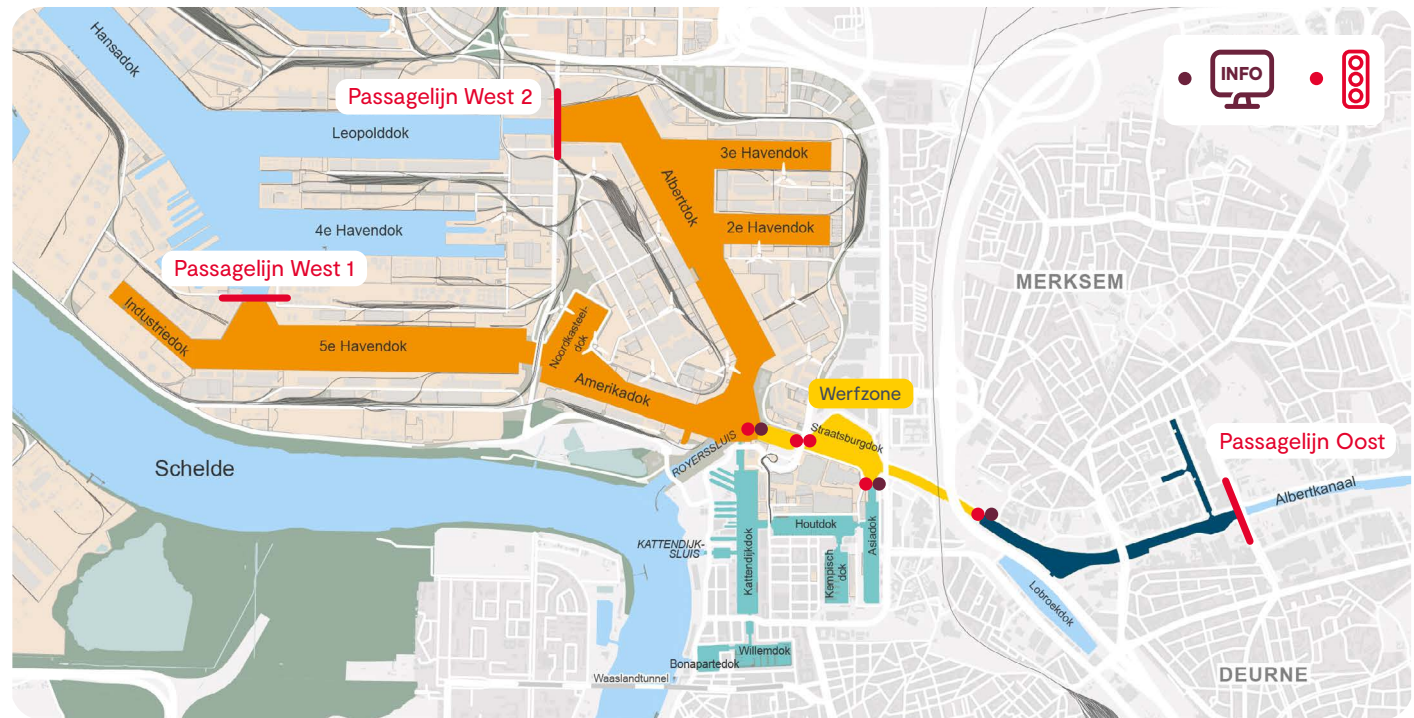 Hansadok
INFO
Passagelijn West 2
Leopolddok
3e Havendok
Albertdok
2e Havendok
4e Havendok
Passagelijn West 1
MERKSEM
Industriedok
5e Havendok
Noordkasteel-
dok
Amerikadok
Werfzone
Straatsburgdok
ROYERSSLUIS
Passagelijn Oost
Albertkanaal
Schelde
Houtdok
Asiadok
KATTENDIJK-
SLUIS
Kattendijkdok
Kempisch
dok
Lobroekdok
Willemdok
Bonapartedok
Waaslandtunnel
DEURNE